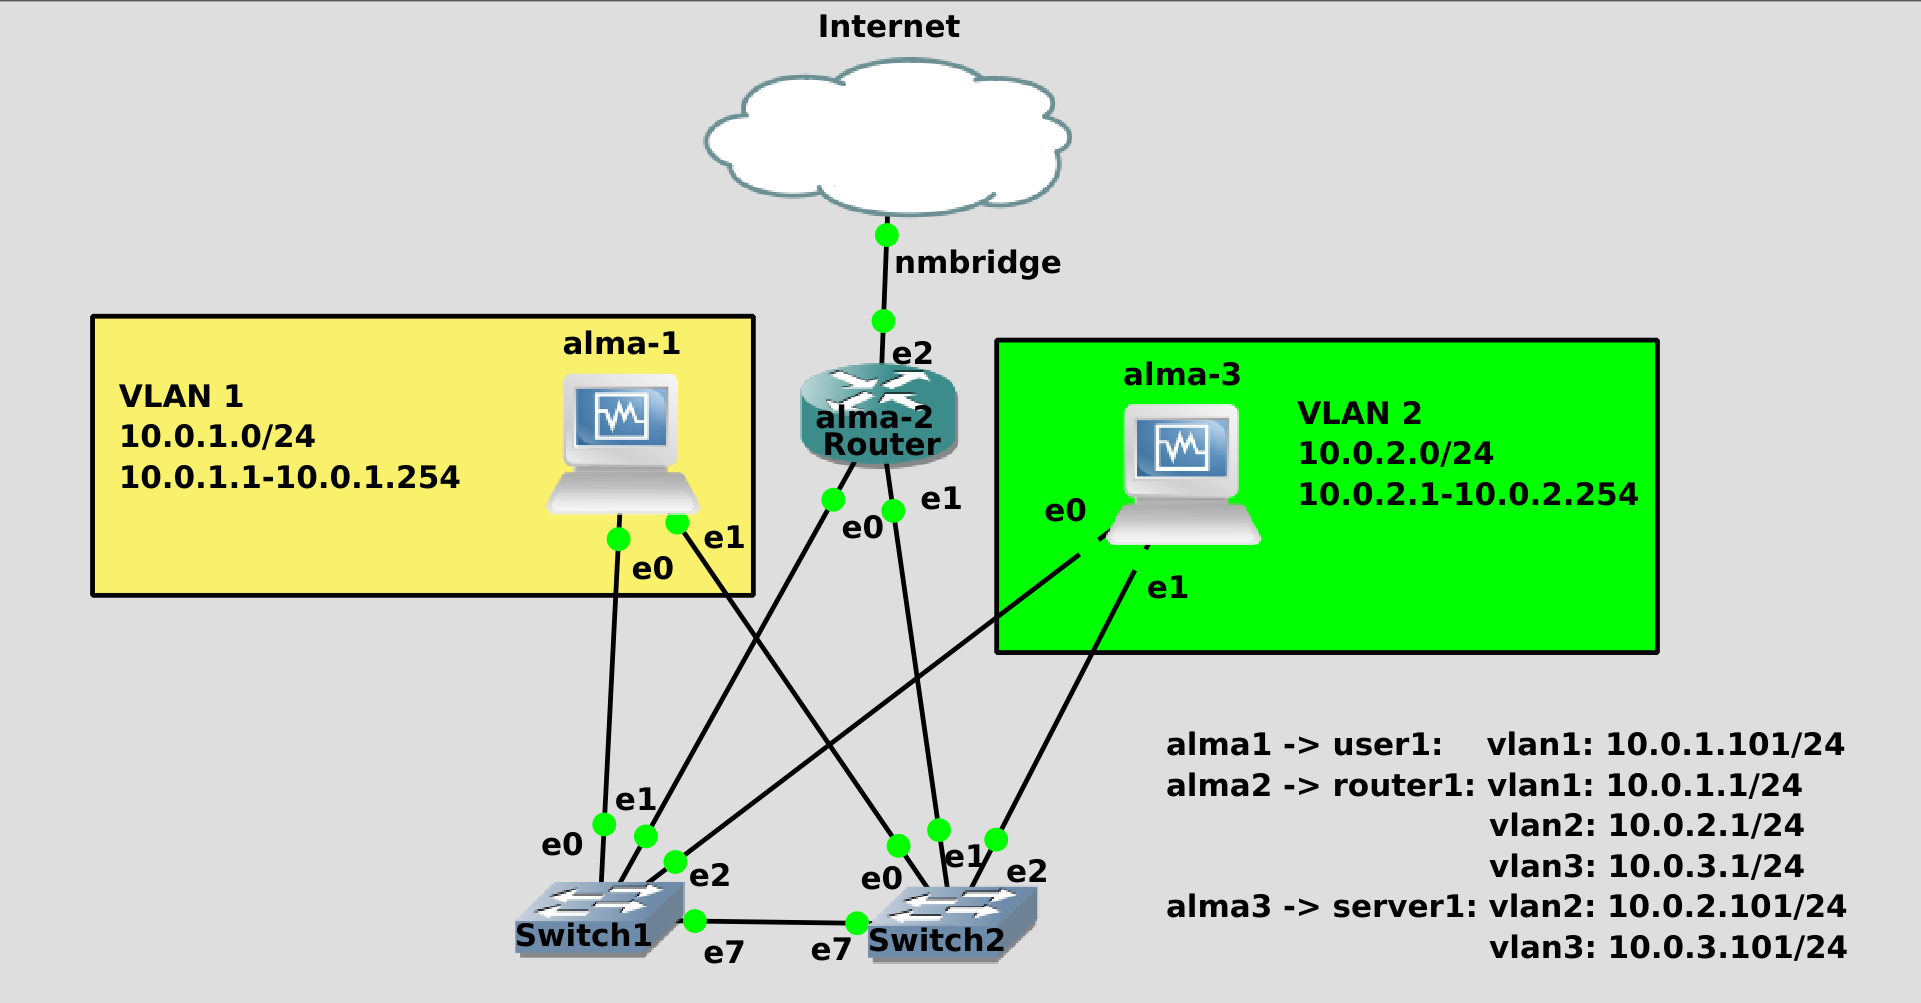 Internet
nmbridge
e2
alma-1
VLAN 1
10.0.1.0/24
10.0.1.1-10.0.1.254
e0
e1
alma-2
Router
e0
e1
alma-3
VLAN 2
10.0.2.0/24
10.0.2.1-10.0.2.254
e0
e1
alma1 -> user1: vlan1: 10.0.1.101/24
alma2 -> router1: vlan1: 10.0.1.1/24
vlan2: 10.0.2.1/24
vlan3: 10.0.3.1/24
alma3 -> server1: vlan2: 10.0.2.101/24
vlan3: 10.0.3.101/24
e0
e1
e2
Switch1
e7
e0
e1
e2
e7
Switch2